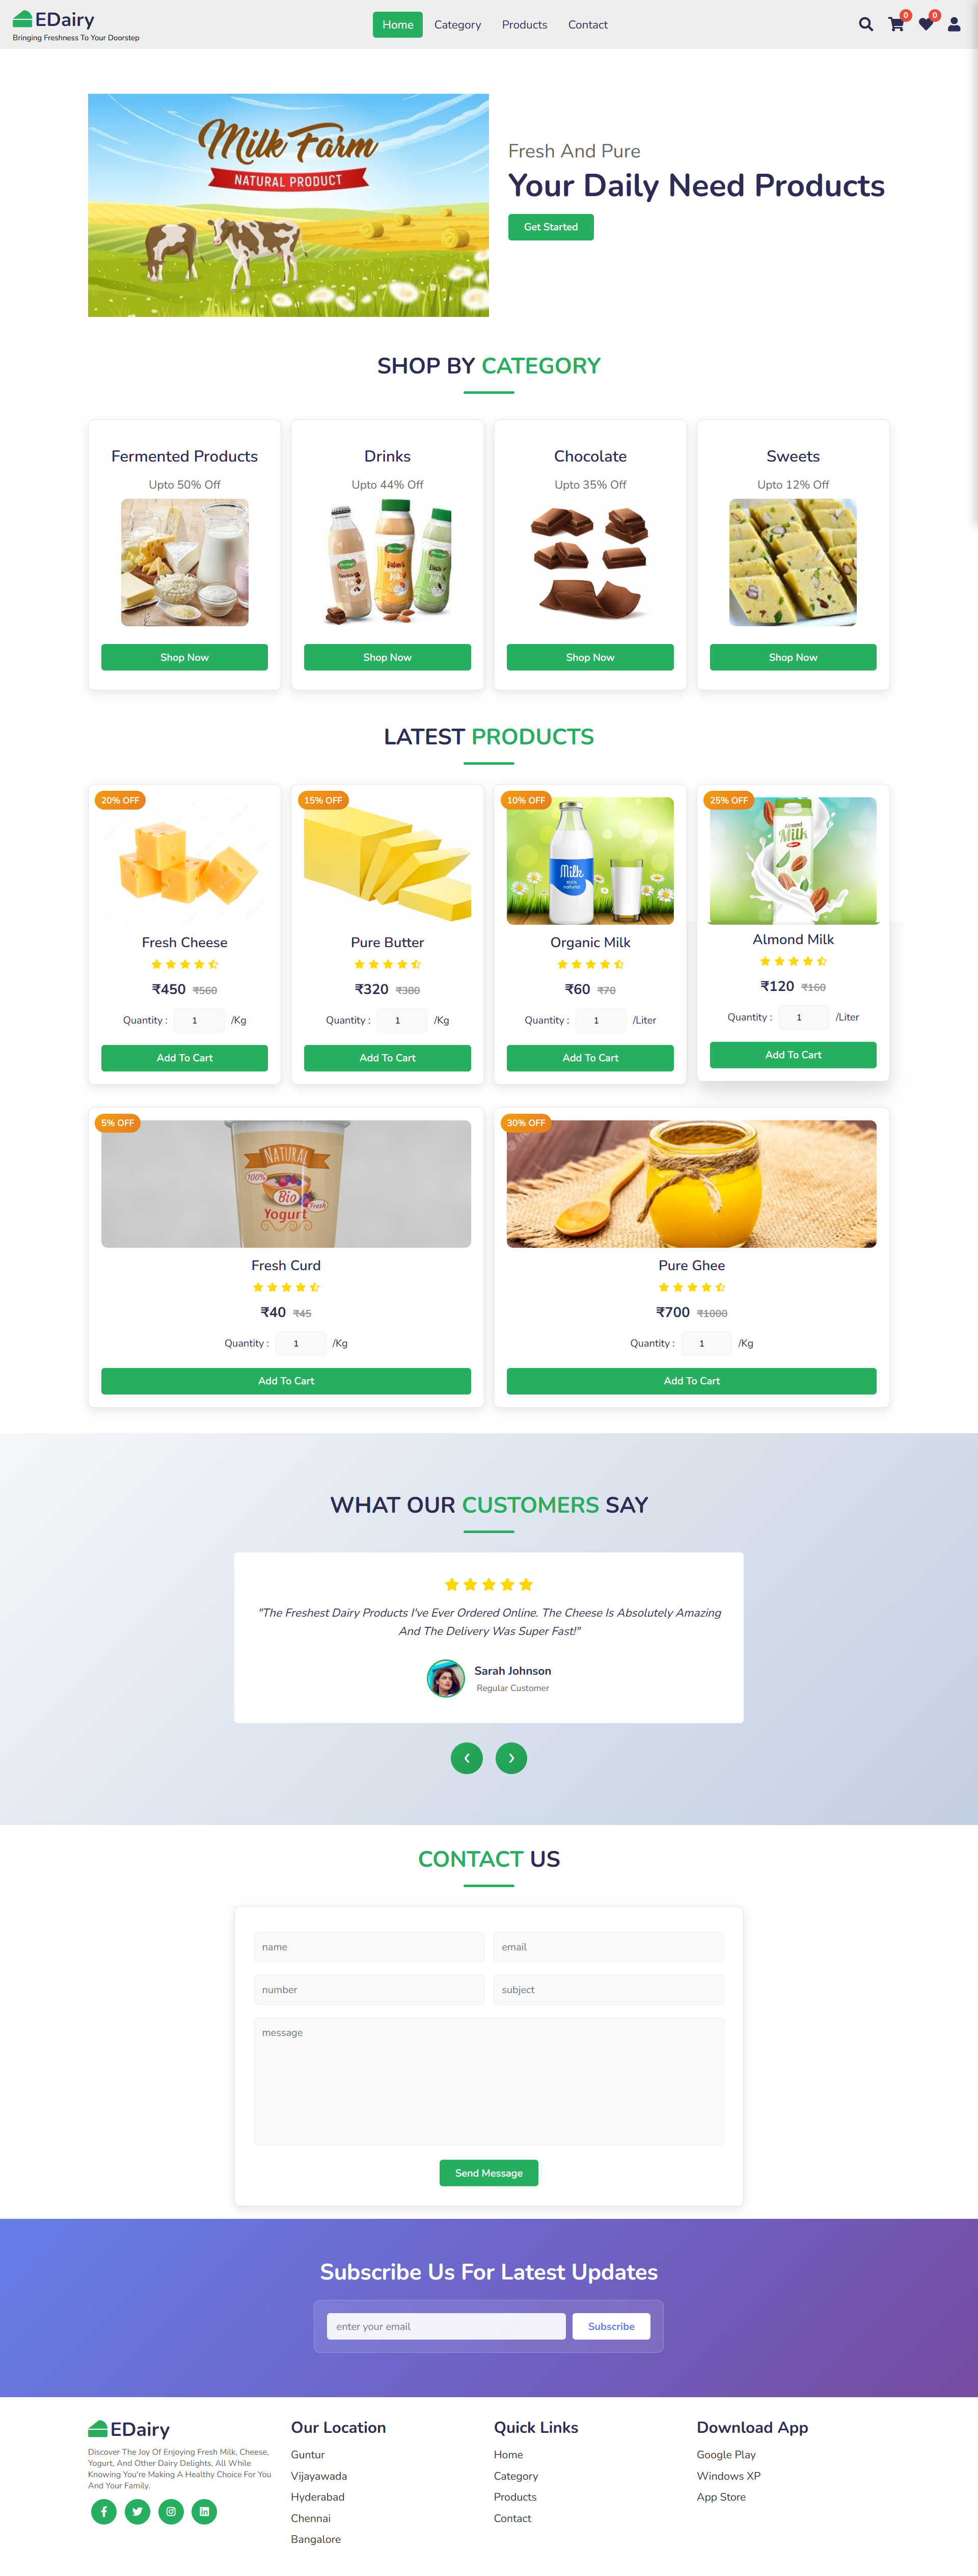 EDairy
Bringing Freshness To Your Doorstep
Home
Category
Products
Contact
0
0
Milk Farm
NATURAL PRODUCT
Fresh And Pure
Your Daily Need Products
Get Started
SHOP BY CATEGORY
Fermented Products
Upto 50% Off
Shop Now
Drinks
Upto 44% Off
Shop Now
Chocolate
Upto 35% Off
Shop Now
Sweets
Upto 12% Off
Shop Now
LATEST PRODUCTS
20% OFF
Fresh Cheese
₹450 ₹560
Quantity : 1 /Kg
Add To Cart
15% OFF
Pure Butter
₹320 ₹380
Quantity : 1 /Kg
Add To Cart
10% OFF
Milk
100%
natural
Organic Milk
₹60 ₹70
Quantity : 1 /Liter
Add To Cart
25% OFF
Almond
Milk
Almond Milk
₹120 ₹160
Quantity : 1 /Liter
Add To Cart
5% OFF
NATURAL
100%
Bio
Fresh
Yogurt
Fresh Curd
₹40 ₹45
Quantity : 1 /Kg
Add To Cart
30% OFF
Pure Ghee
₹700 ₹1000
Quantity : 1 /Kg
Add To Cart
WHAT OUR CUSTOMERS SAY
"The Freshest Dairy Products I've Ever Ordered Online. The Cheese Is Absolutely Amazing
And The Delivery Was Super Fast!"
Sarah Johnson
Regular Customer
CONTACT US
name
email
number
subject
message
Send Message
Subscribe Us For Latest Updates
enter your email
Subscribe
EDairy
Discover The Joy Of Enjoying Fresh Milk, Cheese,
Yogurt, And Other Dairy Delights, All While
Knowing You're Making A Healthy Choice For You
And Your Family.
Our Location
Guntur
Vijayawada
Hyderabad
Chennai
Bangalore
Quick Links
Home
Category
Products
Contact
Download App
Google Play
Windows XP
App Store